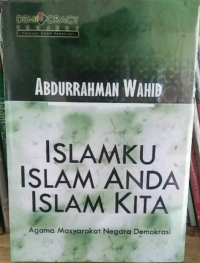 DEMOCRACY
ABDURRAHMAN WAHID
ISLAMKU
ISLAM ANDA
ISLAM KITA
Agama Masyarakat Negara Demokrasi